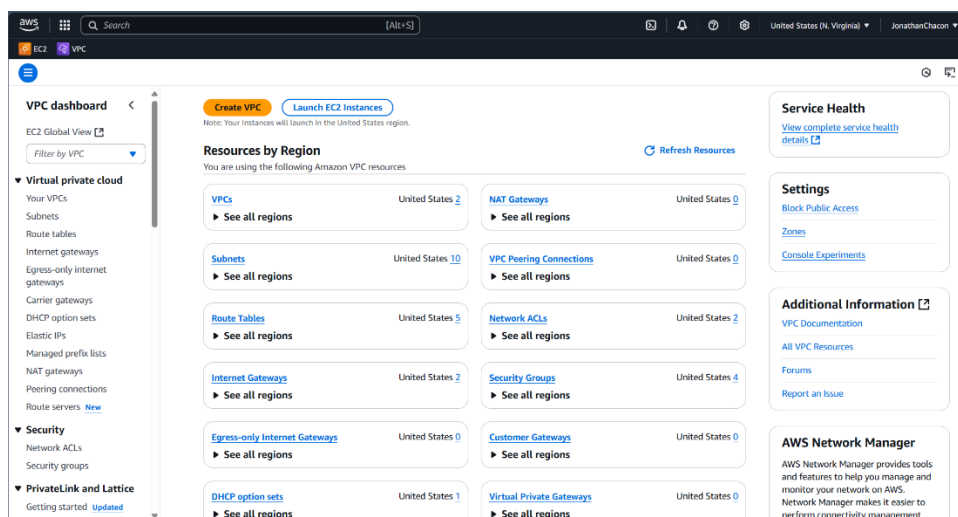 aws
Search
[Alt+S]
United States (N. Virginia)
JonathanChacon
EC2
VPC
VPC dashboard
EC2 Global View
Filter by VPC
Virtual private cloud
Your VPCs
Subnets
Route tables
Internet gateways
Egress-only internet
gateways
Carrier gateways
DHCP option sets
Elastic IPs
Managed prefix lists
NAT gateways
Peering connections
Route servers New
Security
Network ACLs
Security groups
PrivateLink and Lattice
Getting started Updated
Create VPC
Launch EC2 Instances
Note: Your Instances will launch in the United States region.
Resources by Region
Refresh Resources
You are using the following Amazon VPC resources
VPCs United States 2
See all regions
NAT Gateways United States 0
See all regions
Subnets United States 10
See all regions
VPC Peering Connections United States 0
See all regions
Route Tables United States 5
See all regions
Network ACLs United States 2
See all regions
Internet Gateways United States 2
See all regions
Security Groups United States 4
See all regions
Egress-only Internet Gateways United States 0
See all regions
Customer Gateways United States 0
See all regions
DHCP option sets United States 1
See all regions
Virtual Private Gateways United States 0
See all regions
Service Health
View complete service health
details
Settings
Block Public Access
Zones
Console Experiments
Additional Information
VPC Documentation
All VPC Resources
Forums
Report an Issue
AWS Network Manager
AWS Network Manager provides tools
and features to help you manage and
monitor your network on AWS.
Network Manager makes it easier to
perform connectivity management